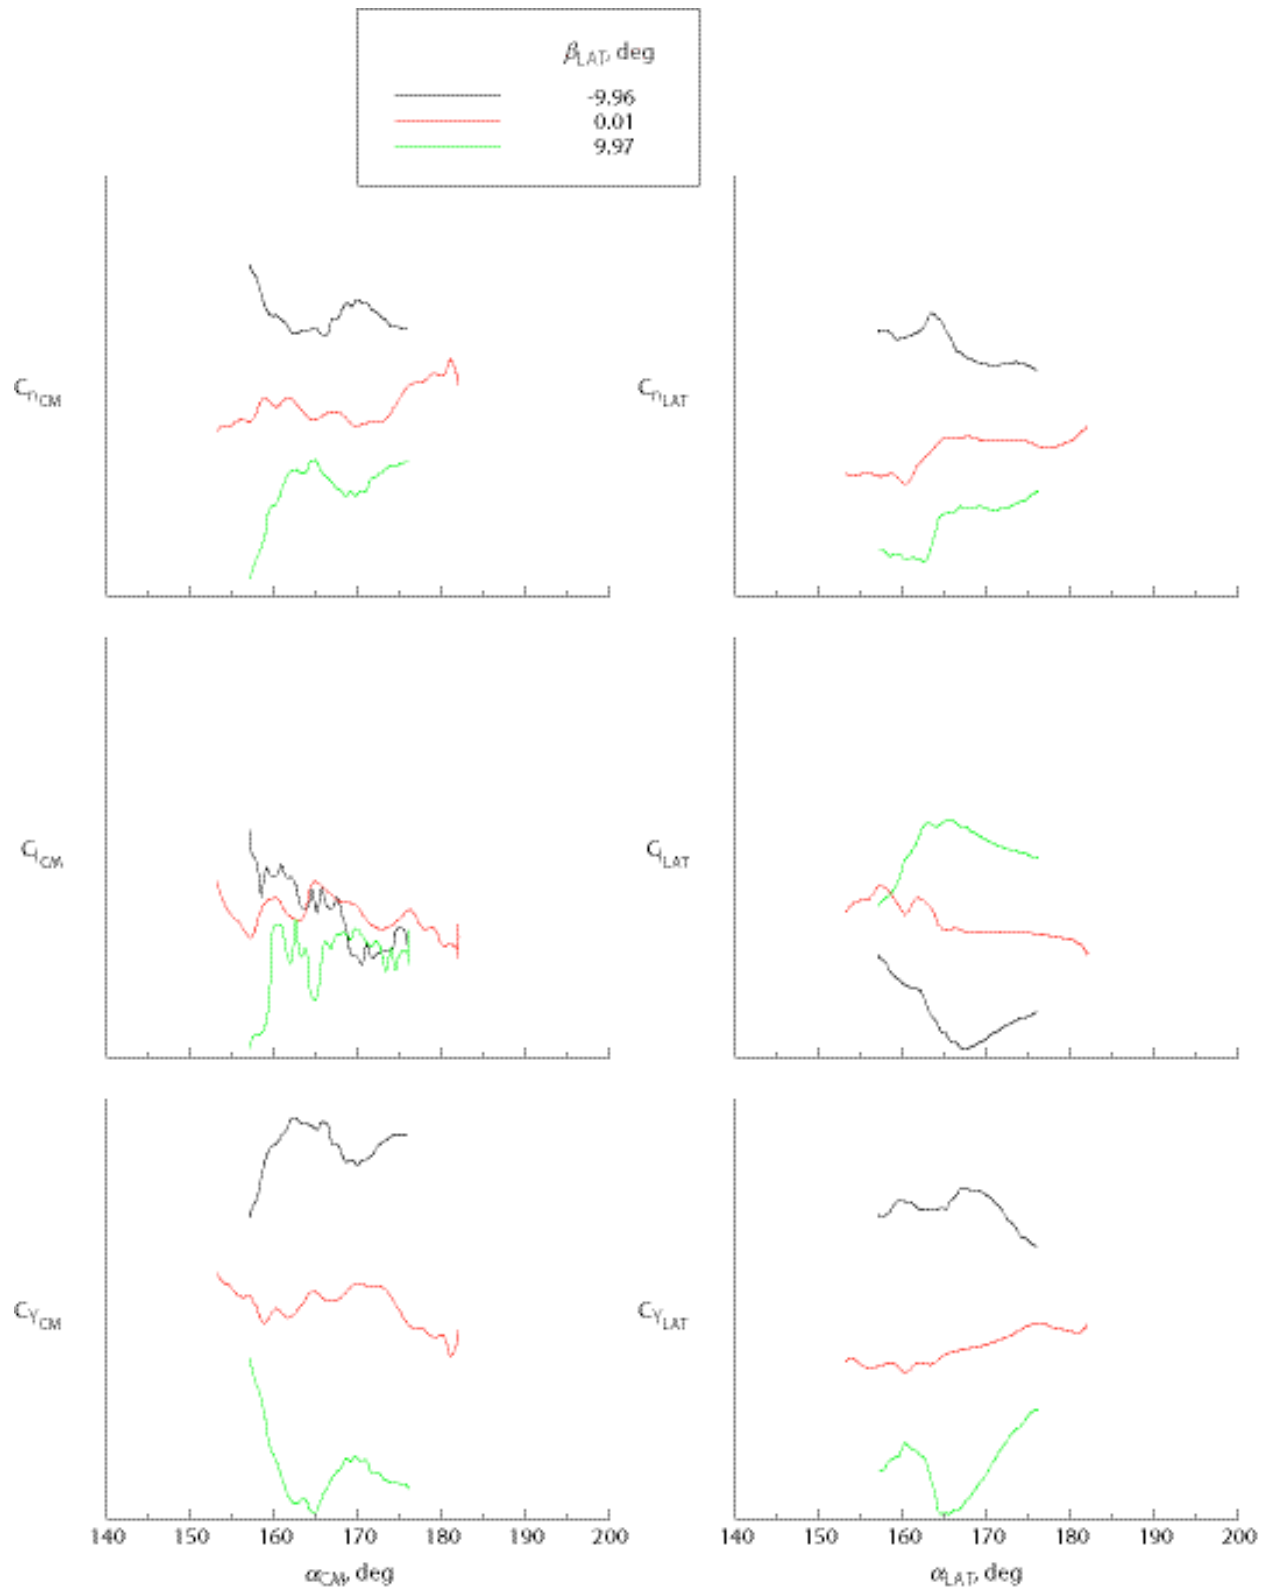 β_LAT, deg
-9.96
0.01
9.97
C_n_CM
C_n_LAT
C_l_CM
C_l_LAT
C_Y_CM
C_Y_LAT
140 150 160 170 180 190 200
140 150 160 170 180 190 200
α_CM, deg
α_LAT, deg